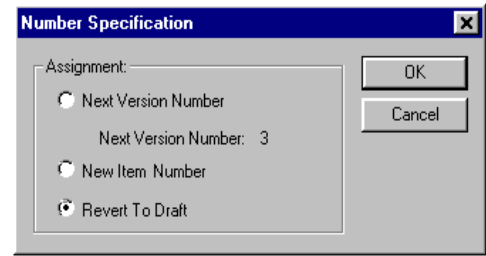 Number Specification
Assignment:
Next Version Number
Next Version Number: 3
New Item Number
Revert To Draft
OK
Cancel